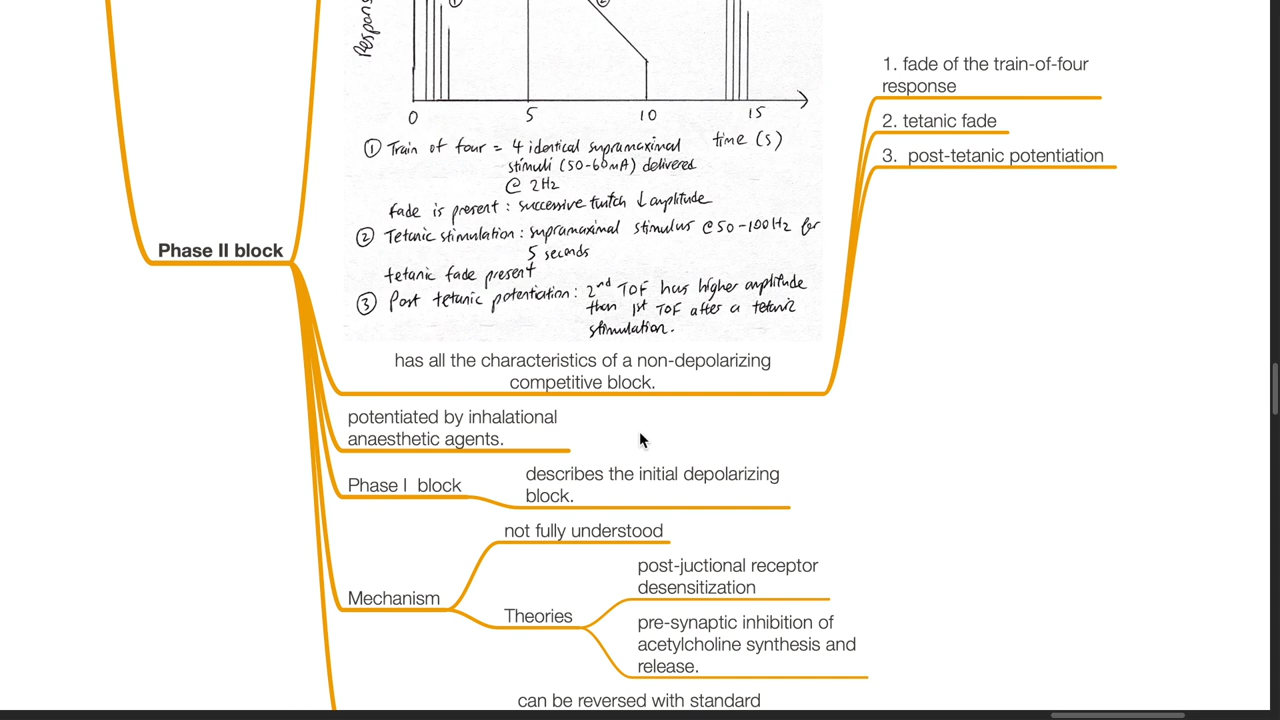 Respons
①
②
0
5
10
15
time (s)
① Train of four = 4 identical supramaximal
stimuli (50-60mA) delivered
@ 2Hz
fade is present : successive twitch ↓ amplitude
② Tetanic stimulation : supramaximal stimulus @ 50-100Hz for
5 seconds
tetanic fade present
③ Post tetanic potentiation : 2nd TOF has higher amplitude
than 1st TOF after a tetanic
stimulation.
1. fade of the train-of-four
response
2. tetanic fade
3. post-tetanic potentiation
Phase II block
has all the characteristics of a non-depolarizing
competitive block.
potentiated by inhalational
anaesthetic agents.
Phase I block
describes the initial depolarizing
block.
Mechanism
not fully understood
Theories
post-juctional receptor
desensitization
pre-synaptic inhibition of
acetylcholine synthesis and
release.
can be reversed with standard